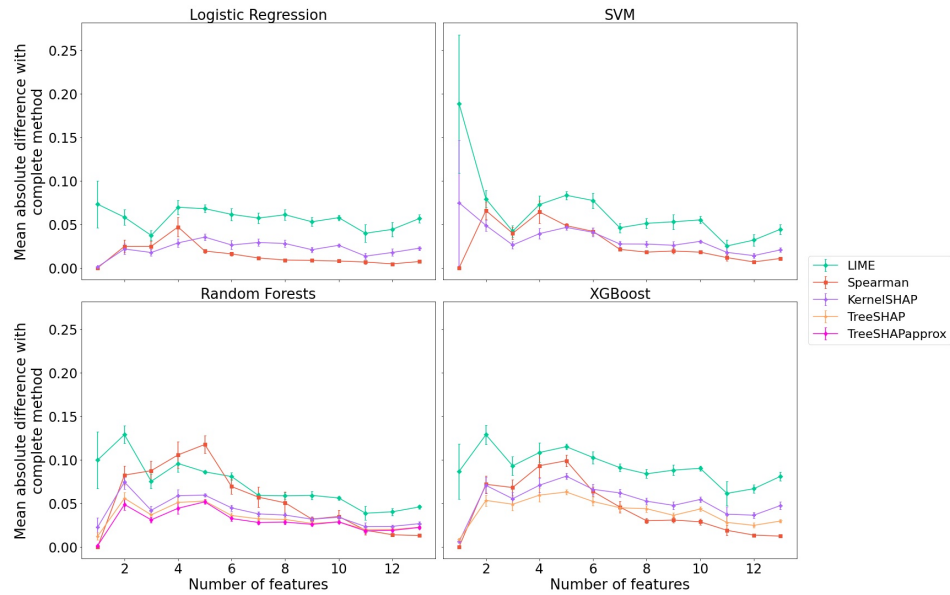 Logistic Regression
SVM
Mean absolute difference with
complete method
0.25
0.20
0.15
0.10
0.05
0.00
Random Forests
XGBoost
Mean absolute difference with
complete method
0.25
0.20
0.15
0.10
0.05
0.00
2 4 6 8 10 12
2 4 6 8 10 12
Number of features
Number of features
LIME
Spearman
KernelSHAP
TreeSHAP
TreeSHAPapprox